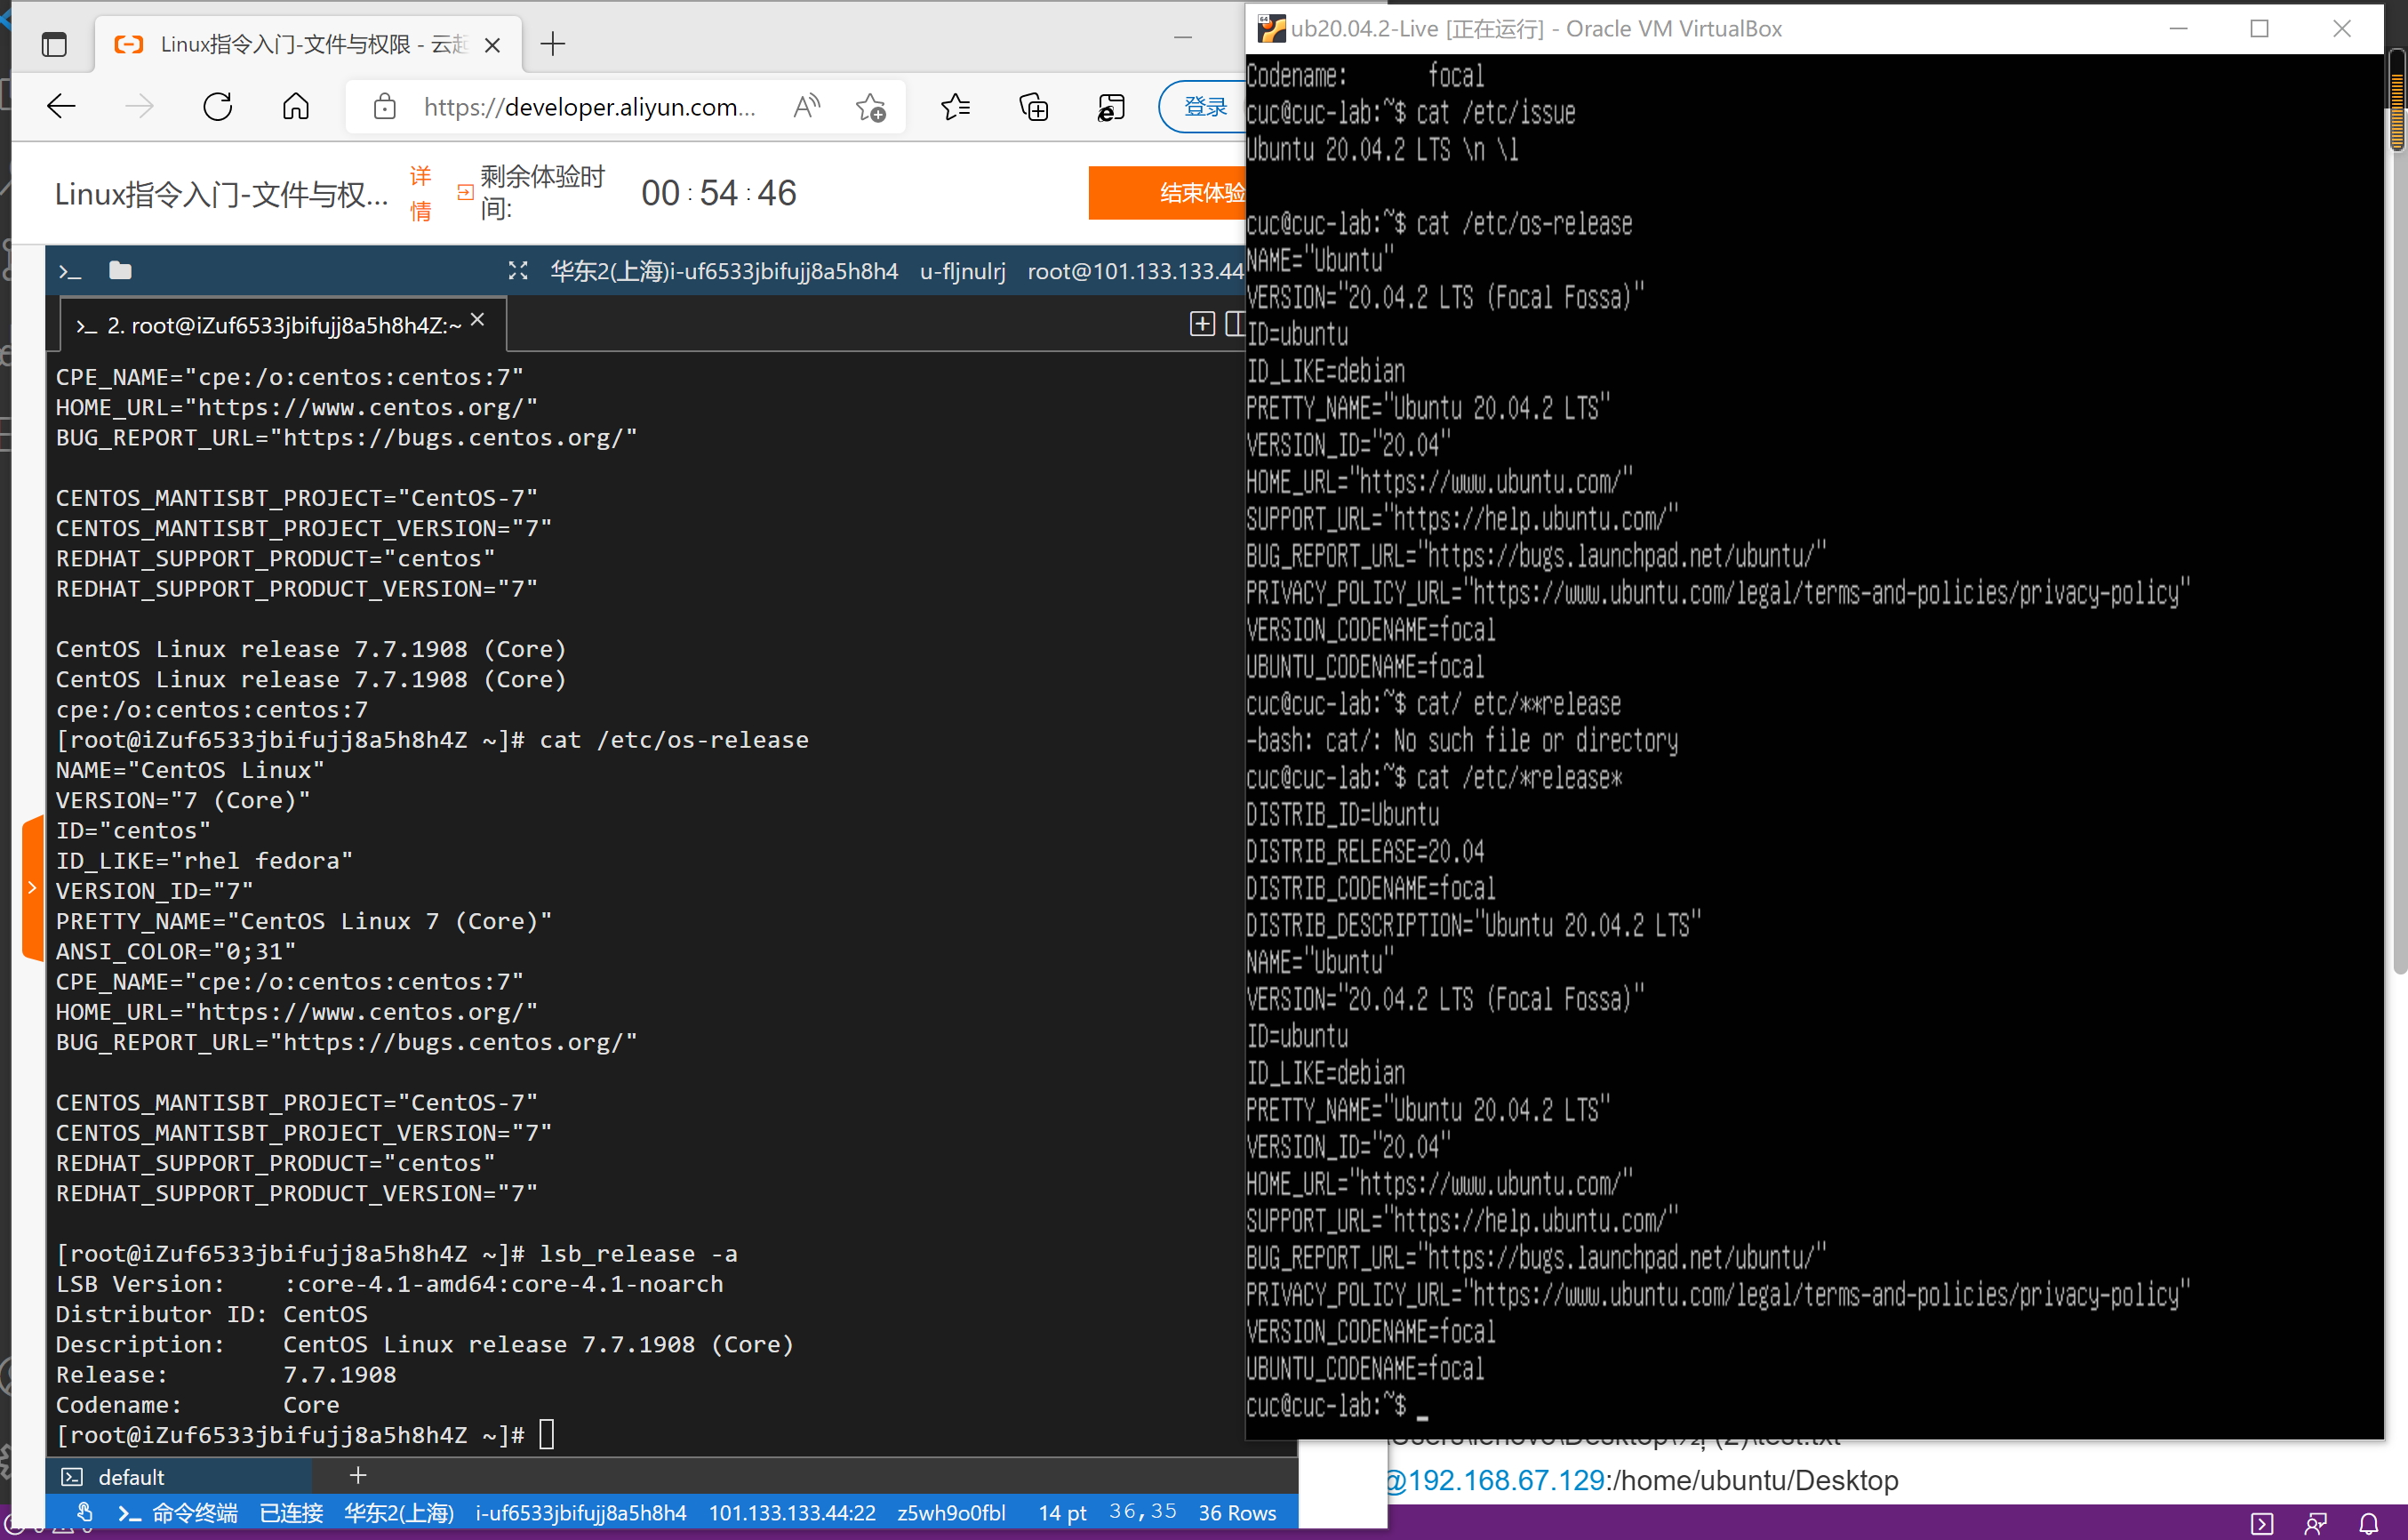 Linux指令入门-文件与权限 - 云起
https://developer.aliyun.com...
登录
Linux指令入门-文件与权...
详情
剩余体验时间:
00 : 54 : 46
结束体验
华东2(上海)i-uf6533jbifujj8a5h8h4 u-fljnulrj root@101.133.133.44
2. root@iZuf6533jbifujj8a5h8h4Z:~
CPE_NAME="cpe:/o:centos:centos:7"
HOME_URL="https://www.centos.org/"
BUG_REPORT_URL="https://bugs.centos.org/"
CENTOS_MANTISBT_PROJECT="CentOS-7"
CENTOS_MANTISBT_PROJECT_VERSION="7"
REDHAT_SUPPORT_PRODUCT="centos"
REDHAT_SUPPORT_PRODUCT_VERSION="7"
CentOS Linux release 7.7.1908 (Core)
CentOS Linux release 7.7.1908 (Core)
cpe:/o:centos:centos:7
[root@iZuf6533jbifujj8a5h8h4Z ~]# cat /etc/os-release
NAME="CentOS Linux"
VERSION="7 (Core)"
ID="centos"
ID_LIKE="rhel fedora"
VERSION_ID="7"
PRETTY_NAME="CentOS Linux 7 (Core)"
ANSI_COLOR="0;31"
CPE_NAME="cpe:/o:centos:centos:7"
HOME_URL="https://www.centos.org/"
BUG_REPORT_URL="https://bugs.centos.org/"
CENTOS_MANTISBT_PROJECT="CentOS-7"
CENTOS_MANTISBT_PROJECT_VERSION="7"
REDHAT_SUPPORT_PRODUCT="centos"
REDHAT_SUPPORT_PRODUCT_VERSION="7"
[root@iZuf6533jbifujj8a5h8h4Z ~]# lsb_release -a
LSB Version:    :core-4.1-amd64:core-4.1-noarch
Distributor ID: CentOS
Description:    CentOS Linux release 7.7.1908 (Core)
Release:        7.7.1908
Codename:       Core
[root@iZuf6533jbifujj8a5h8h4Z ~]#
default
命令终端 已连接 华东2(上海) i-uf6533jbifujj8a5h8h4 101.133.133.44:22 z5wh9o0fbl 14 pt 36,35 36 Rows
ub20.04.2-Live [正在运行] - Oracle VM VirtualBox
Codename:       focal
cuc@cuc-lab:~$ cat /etc/issue
Ubuntu 20.04.2 LTS \n \l
cuc@cuc-lab:~$ cat /etc/os-release
NAME="Ubuntu"
VERSION="20.04.2 LTS (Focal Fossa)"
ID=ubuntu
ID_LIKE=debian
PRETTY_NAME="Ubuntu 20.04.2 LTS"
VERSION_ID="20.04"
HOME_URL="https://www.ubuntu.com/"
SUPPORT_URL="https://help.ubuntu.com/"
BUG_REPORT_URL="https://bugs.launchpad.net/ubuntu/"
PRIVACY_POLICY_URL="https://www.ubuntu.com/legal/terms-and-policies/privacy-policy"
VERSION_CODENAME=focal
UBUNTU_CODENAME=focal
cuc@cuc-lab:~$ cat/ etc/**release
-bash: cat/: No such file or directory
cuc@cuc-lab:~$ cat /etc/*release*
DISTRIB_ID=Ubuntu
DISTRIB_RELEASE=20.04
DISTRIB_CODENAME=focal
DISTRIB_DESCRIPTION="Ubuntu 20.04.2 LTS"
NAME="Ubuntu"
VERSION="20.04.2 LTS (Focal Fossa)"
ID=ubuntu
ID_LIKE=debian
PRETTY_NAME="Ubuntu 20.04.2 LTS"
VERSION_ID="20.04"
HOME_URL="https://www.ubuntu.com/"
SUPPORT_URL="https://help.ubuntu.com/"
BUG_REPORT_URL="https://bugs.launchpad.net/ubuntu/"
PRIVACY_POLICY_URL="https://www.ubuntu.com/legal/terms-and-policies/privacy-policy"
VERSION_CODENAME=focal
UBUNTU_CODENAME=focal
cuc@cuc-lab:~$ _
@192.168.67.129:/home/ubuntu/Desktop